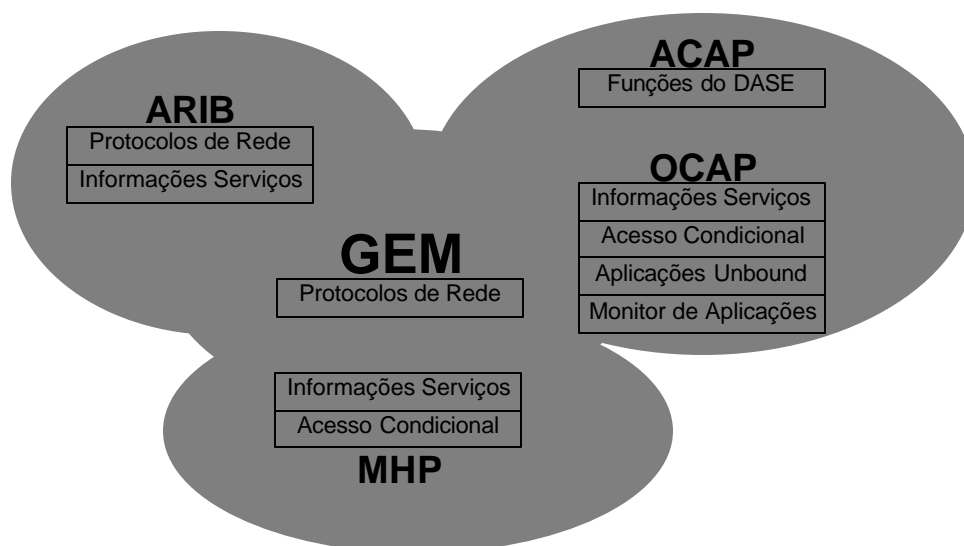 ARIB
Protocolos de Rede
Informações Serviços
ACAP
Funções do DASE
OCAP
Informações Serviços
Acesso Condicional
Aplicações Unbound
Monitor de Aplicações
GEM
Protocolos de Rede
Informações Serviços
Acesso Condicional
MHP